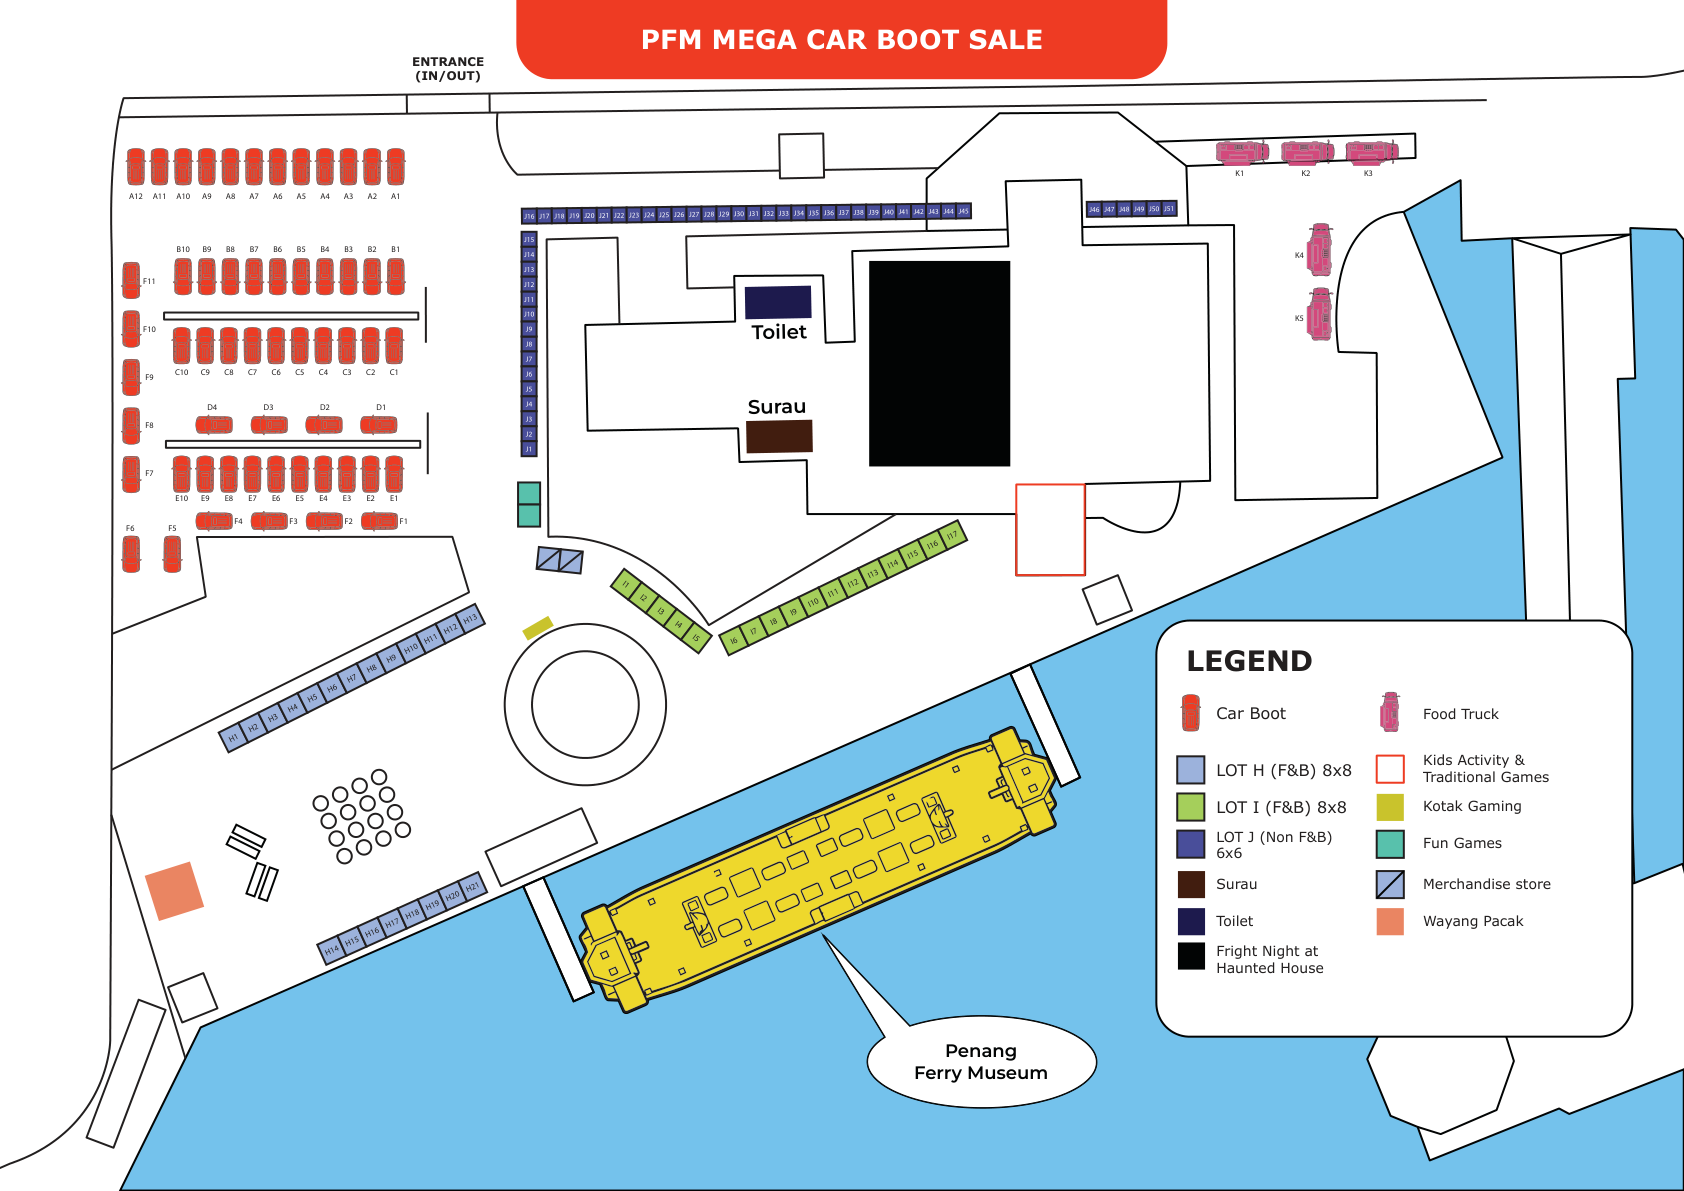 PFM MEGA CAR BOOT SALE
ENTRANCE
(IN/OUT)
A12 A11 A10 A9 A8 A7 A6 A5 A4 A3 A2 A1
K1 K2 K3
J16 J17 J18 J19 J20 J21 J22 J23 J24 J25 J26 J27 J28 J29 J30 J31 J32 J33 J34 J35 J36 J37 J38 J39 J40 J41 J42 J43 J44 J45
J46 J47 J48 J49 J50 J51
B10 B9 B8 B7 B6 B5 B4 B3 B2 B1
F11
F10
F9
F8
F7
C10 C9 C8 C7 C6 C5 C4 C3 C2 C1
D4 D3 D2 D1
E10 E9 E8 E7 E6 E5 E4 E3 E2 E1
F4 F3 F2 F1
F6 F5
J15
J14
J13
J12
J11
J10
J9
J8
J7
J6
J5
J4
J3
J2
J1
Toilet
Surau
K4
K5
I1 I2 I3 I4 I5
I6 I7 I8 I9 I10 I11 I12 I13 I14 I15 I16 I17
H1 H2 H3 H4 H5 H6 H7 H8 H9 H10 H11 H12 H13
H14 H15 H16 H17 H18 H19 H20 H21
Penang
Ferry Museum
LEGEND
Car Boot
LOT H (F&B) 8x8
LOT I (F&B) 8x8
LOT J (Non F&B)
6x6
Surau
Toilet
Fright Night at
Haunted House
Food Truck
Kids Activity &
Traditional Games
Kotak Gaming
Fun Games
Merchandise store
Wayang Pacak